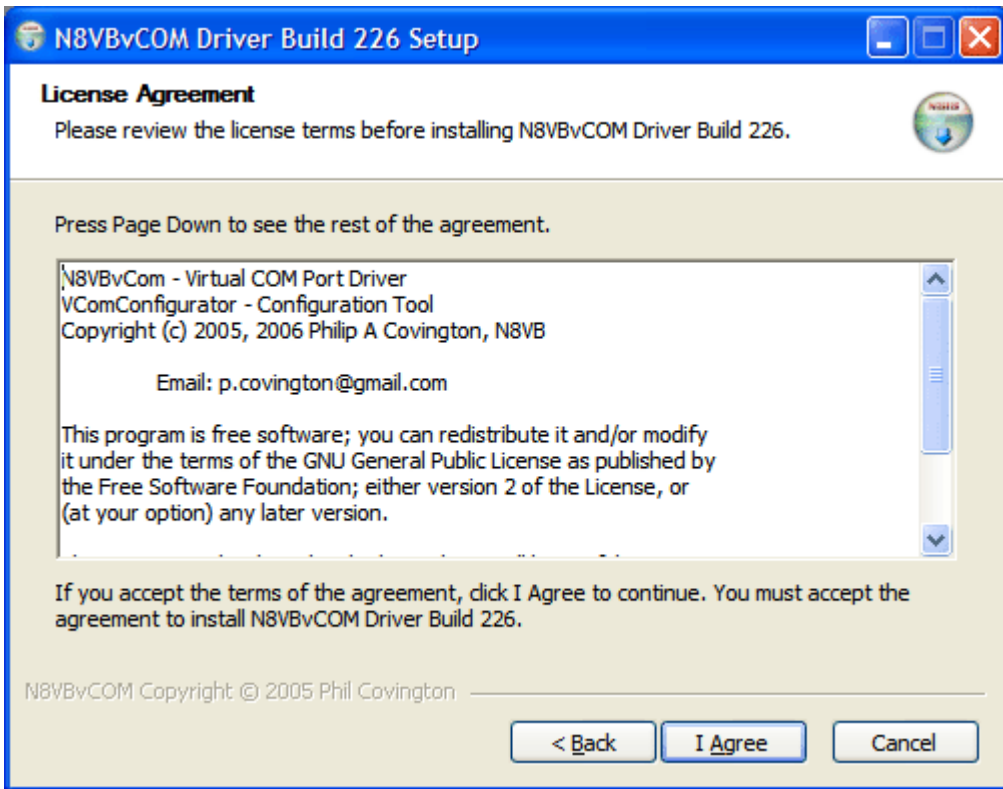 N8VBvCOM Driver Build 226 Setup
License Agreement
Please review the license terms before installing N8VBvCOM Driver Build 226.
Press Page Down to see the rest of the agreement.
N8VBvCom - Virtual COM Port Driver
VComConfigurator - Configuration Tool
Copyright (c) 2005, 2006 Philip A Covington, N8VB
Email: p.covington@gmail.com
This program is free software; you can redistribute it and/or modify
it under the terms of the GNU General Public License as published by
the Free Software Foundation; either version 2 of the License, or
(at your option) any later version.
If you accept the terms of the agreement, click I Agree to continue. You must accept the
agreement to install N8VBvCOM Driver Build 226.
N8VBvCOM Copyright © 2005 Phil Covington
< Back I Agree Cancel